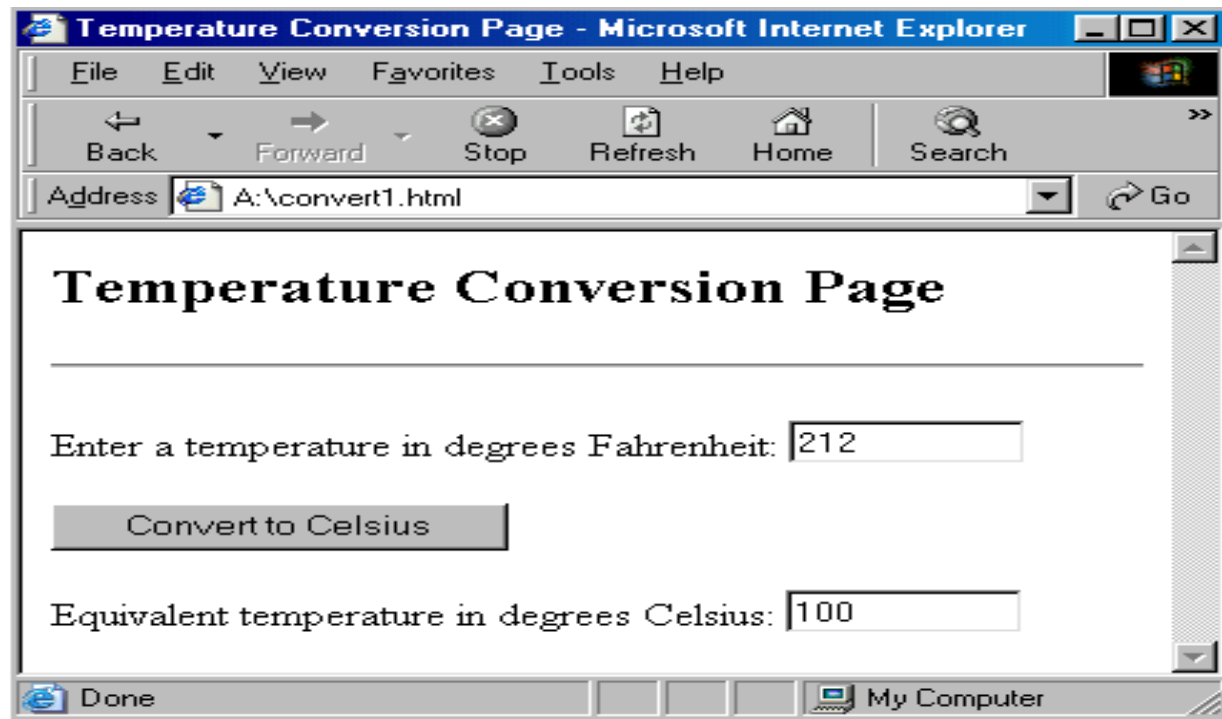 Temperature Conversion Page - Microsoft Internet Explorer
File Edit View Favorites Tools Help
Back Forward Stop Refresh Home Search »
Address A:\convert1.html Go
Temperature Conversion Page
Enter a temperature in degrees Fahrenheit: 212
Convert to Celsius
Equivalent temperature in degrees Celsius: 100
Done My Computer